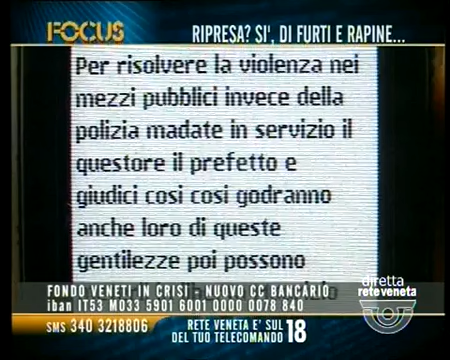 FOCUS
RIPRESA? SI', DI FURTI E RAPINE...
Per risolvere la violenza nei
mezzi pubblici invece della
polizia madate in servizio il
questore il prefetto e
giudici cosi cosi godranno
anche loro di queste
gentilezze poi possono
diretta
reteveneta
FONDO VENETI IN CRISI - NUOVO CC BANCARIO
iban IT53 M033 5901 6001 0000 0078 840
SMS 340 3218806
RETE VENETA E' SUL
DEL TUO TELECOMANDO 18